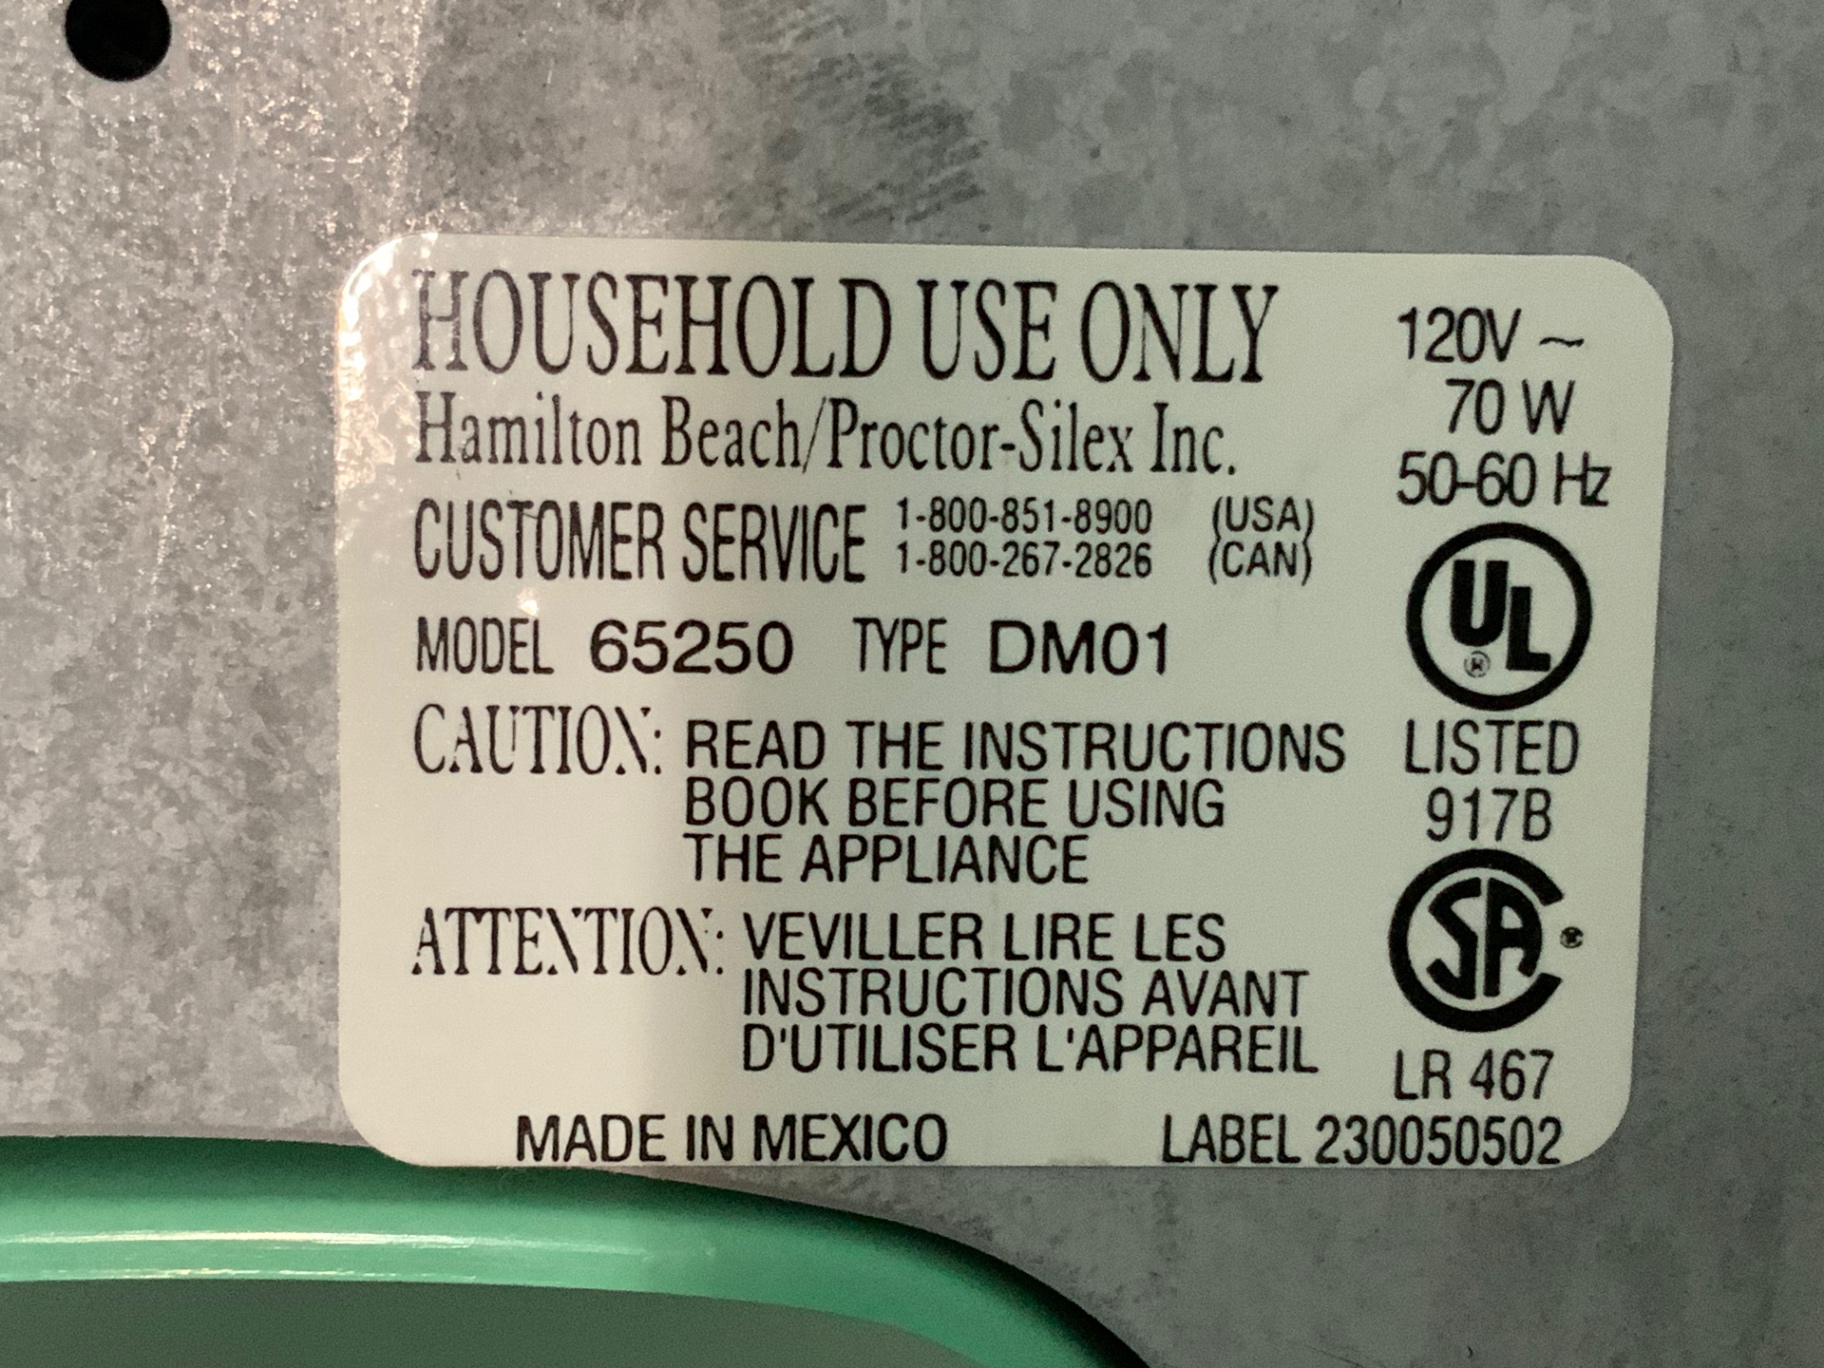 HOUSEHOLD USE ONLY
Hamilton Beach/Proctor-Silex Inc.
CUSTOMER SERVICE 1-800-851-8900 (USA)
1-800-267-2826 (CAN)
MODEL 65250 TYPE DM01
CAUTION: READ THE INSTRUCTIONS
BOOK BEFORE USING
THE APPLIANCE
ATTENTION: VEVILLER LIRE LES
INSTRUCTIONS AVANT
D'UTILISER L'APPAREIL
MADE IN MEXICO
120V ~
70 W
50-60 Hz
UL
®
LISTED
917B
SA
LR 467
LABEL 230050502